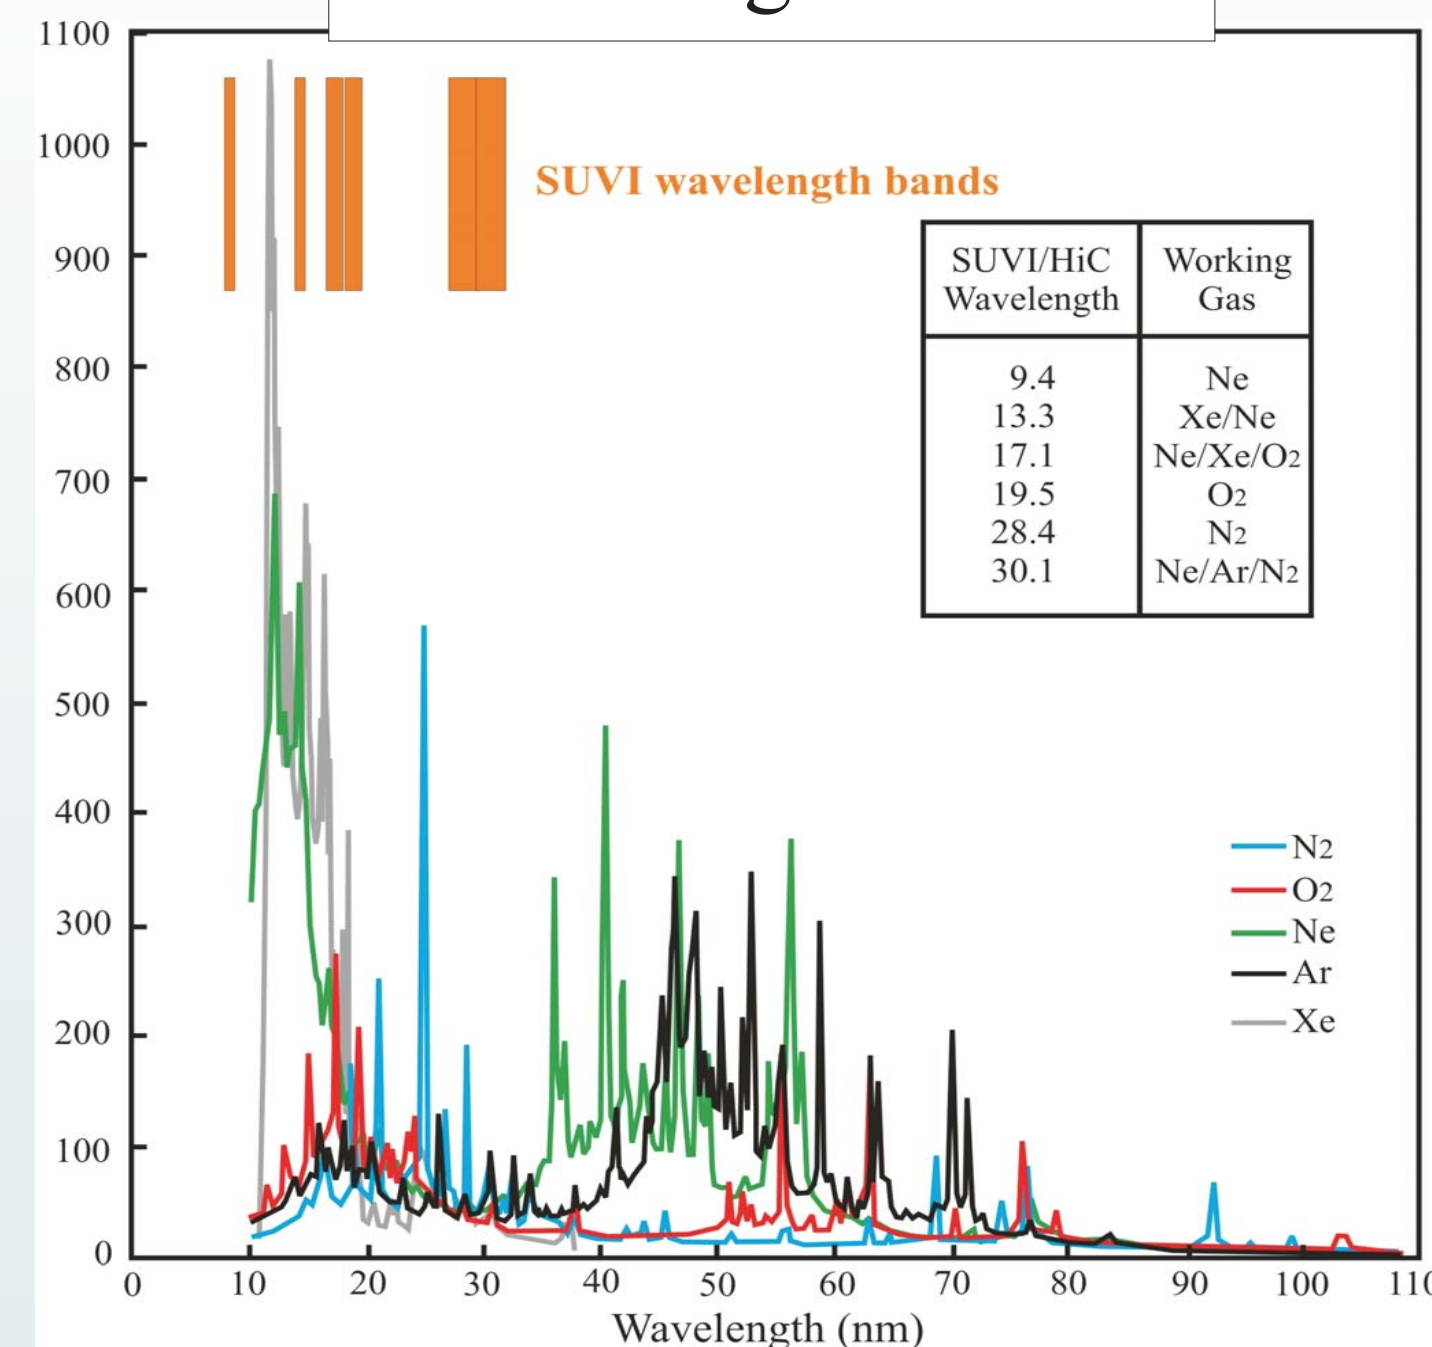 1100
1000
900
800
700
600
500
400
300
200
100
0
SUVI wavelength bands
SUVI/HiC Wavelength
Working Gas
9.4 Ne
13.3 Xe/Ne
17.1 Ne/Xe/O2
19.5 O2
28.4 N2
30.1 Ne/Ar/N2
N2
O2
Ne
Ar
Xe
0 10 20 30 40 50 60 70 80 90 100
Wavelength (nm)